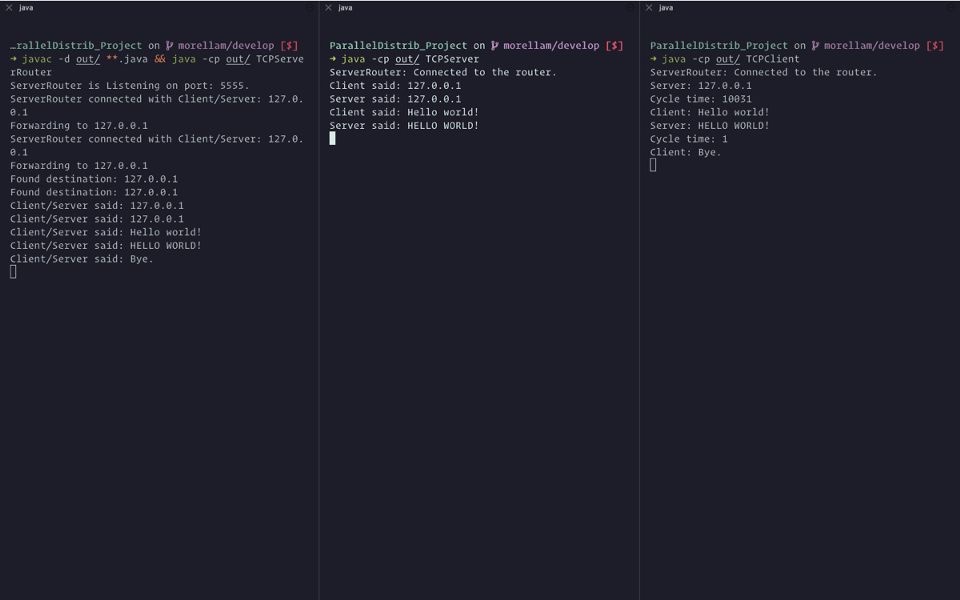 java
…rallelDistrib_Project on morellam/develop [$]
➜ javac -d out/ **.java && java -cp out/ TCPServe
rRouter
ServerRouter is Listening on port: 5555.
ServerRouter connected with Client/Server: 127.0.
0.1
Forwarding to 127.0.0.1
ServerRouter connected with Client/Server: 127.0.
0.1
Forwarding to 127.0.0.1
Found destination: 127.0.0.1
Found destination: 127.0.0.1
Client/Server said: 127.0.0.1
Client/Server said: 127.0.0.1
Client/Server said: Hello world!
Client/Server said: HELLO WORLD!
Client/Server said: Bye.
java
ParallelDistrib_Project on morellam/develop [$]
➜ java -cp out/ TCPServer
ServerRouter: Connected to the router.
Client said: 127.0.0.1
Server said: 127.0.0.1
Client said: Hello world!
Server said: HELLO WORLD!
java
ParallelDistrib_Project on morellam/develop [$]
➜ java -cp out/ TCPClient
ServerRouter: Connected to the router.
Server: 127.0.0.1
Cycle time: 10031
Client: Hello world!
Server: HELLO WORLD!
Cycle time: 1
Client: Bye.